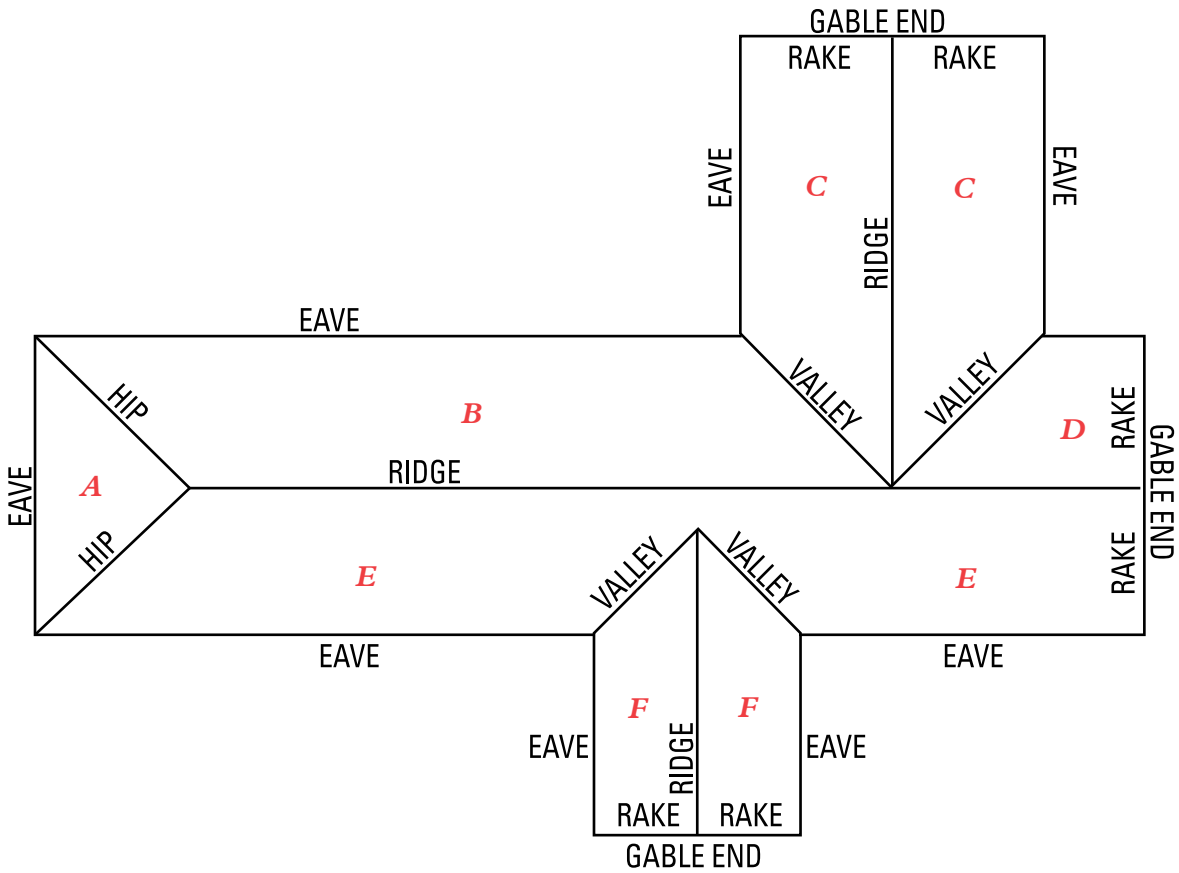 GABLE END
RAKE RAKE
EAVE
EAVE
C C
RIDGE
EAVE
HIP
VALLEY
VALLEY
B
RAKE
D
GABLE END
EAVE
A
RIDGE
HIP
E
VALLEY
VALLEY
E
RAKE
EAVE
EAVE
F F
EAVE
RIDGE
EAVE
RAKE RAKE
GABLE END